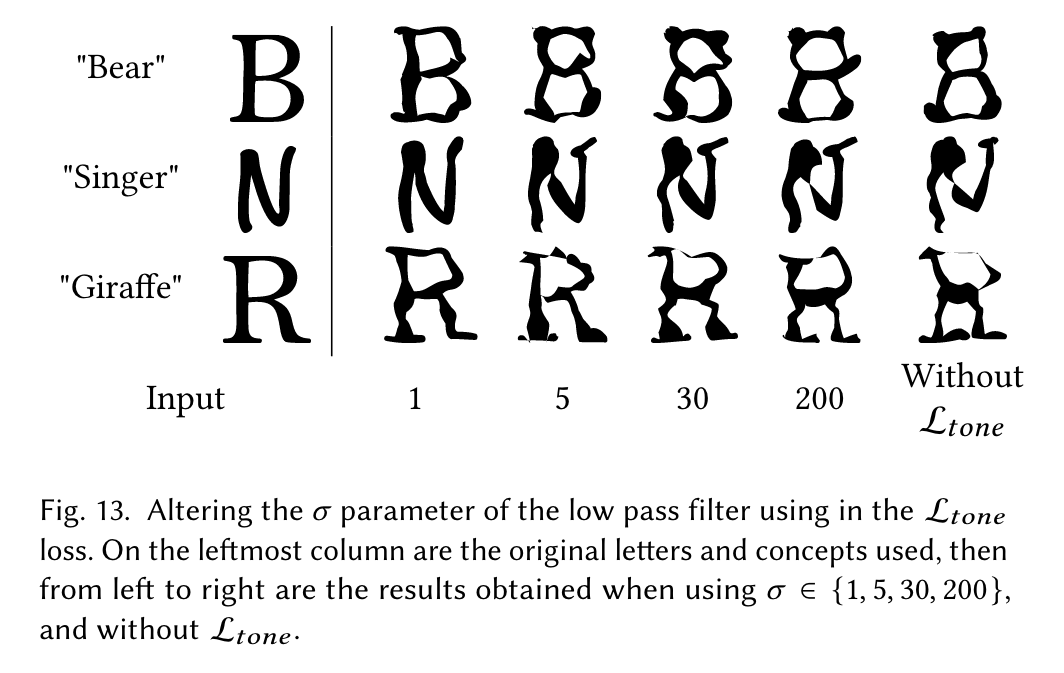 "Bear" B B B B B B
"Singer" N N N N N N
"Giraffe" R R R R R R
Input 1 5 30 200 Without ℒtone
Fig. 13. Altering the σ parameter of the low pass filter using in the ℒtone
loss. On the leftmost column are the original letters and concepts used, then
from left to right are the results obtained when using σ ∈ {1, 5, 30, 200},
and without ℒtone.